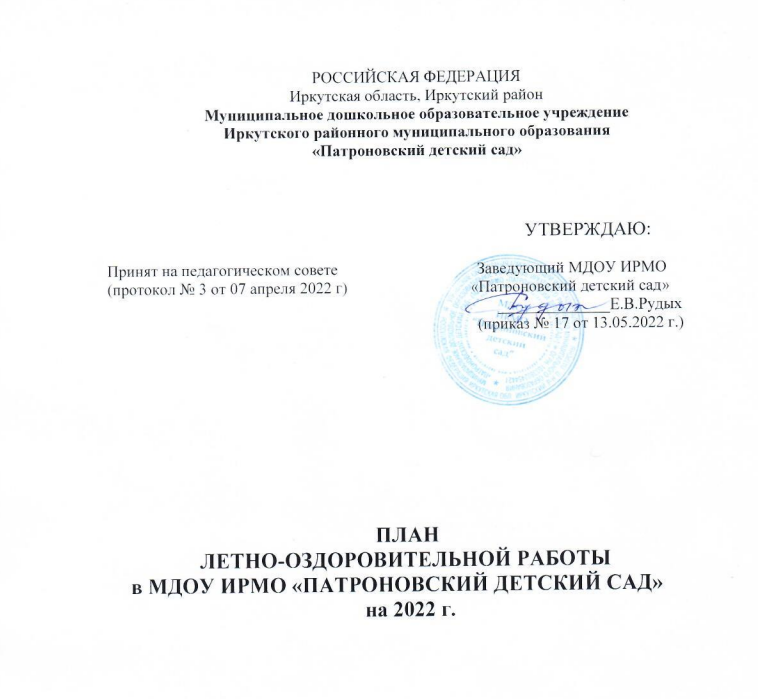 РОССИЙСКАЯ ФЕДЕРАЦИЯ
Иркутская область, Иркутский район
Муниципальное дошкольное образовательное учреждение
Иркутского районного муниципального образования
«Патроновский детский сад»
УТВЕРЖДАЮ:
Принят на педагогическом совете
(протокол № 3 от 07 апреля 2022 г)
Заведующий МДОУ ИРМО
«Патроновский детский сад»
Е.В.Рудых
(приказ № 17 от 13.05.2022 г.)
детский
сад"
ПЛАН
ЛЕТНО-ОЗДОРОВИТЕЛЬНОЙ РАБОТЫ
в МДОУ ИРМО «ПАТРОНОВСКИЙ ДЕТСКИЙ САД»
на 2022 г.